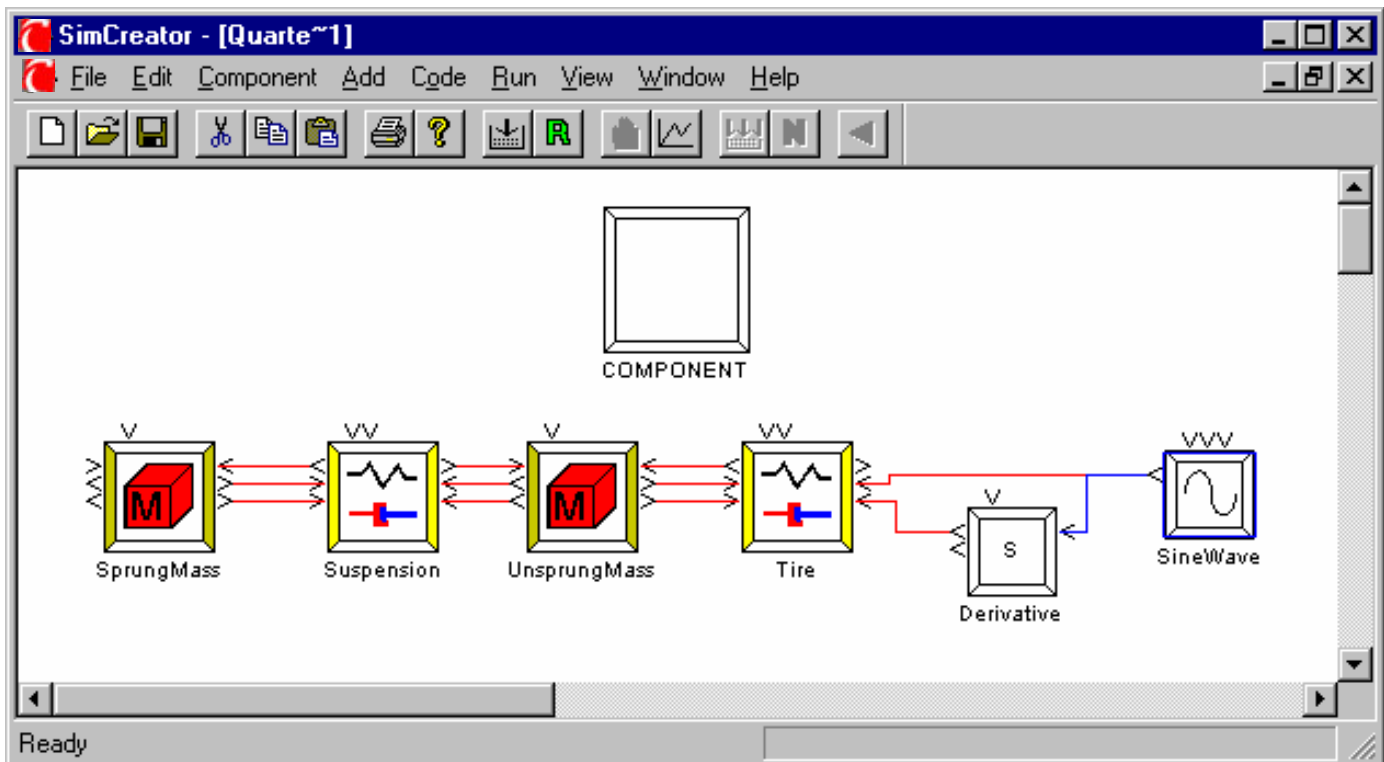 SimCreator - [Quarte~1]
File Edit Component Add Code Run View Window Help
R N
COMPONENT
V VV V VV VVV
V
M M
S
SprungMass Suspension UnsprungMass Tire SineWave
Derivative
Ready